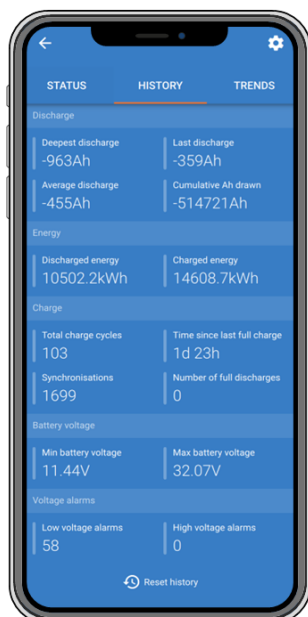 STATUS HISTORY TRENDS
Discharge
Deepest discharge Last discharge
-963Ah -359Ah
Average discharge Cumulative Ah drawn
-455Ah -514721Ah
Energy
Discharged energy Charged energy
10502.2kWh 14608.7kWh
Charge
Total charge cycles Time since last full charge
103 1d 23h
Synchronisations Number of full discharges
1699 0
Battery voltage
Min battery voltage Max battery voltage
11.44V 32.07V
Voltage alarms
Low voltage alarms High voltage alarms
58 0
Reset history